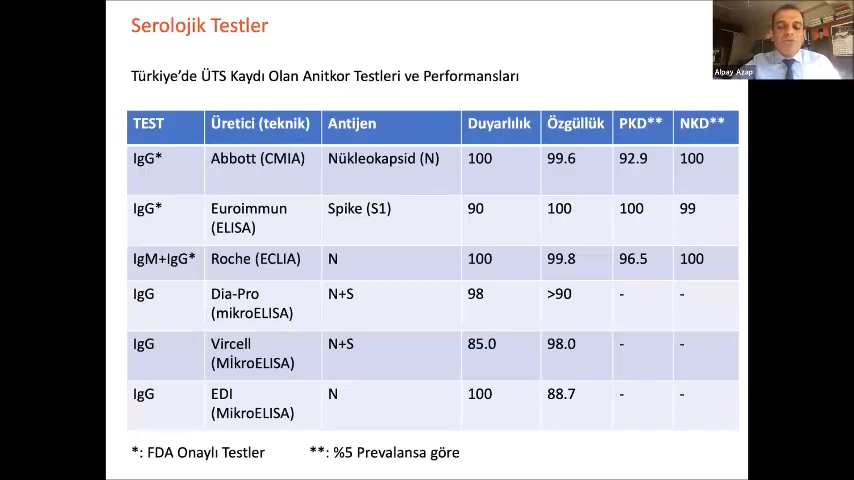 Serolojik Testler
Alpay Azap
Türkiye'de ÜTS Kaydı Olan Anitkor Testleri ve Performansları
TEST Üretici (teknik) Antijen Duyarlılık Özgüllük PKD** NKD**
IgG* Abbott (CMIA) Nükleokapsid (N) 100 99.6 92.9 100
IgG* Euroimmun Spike (S1) 90 100 100 99
(ELISA)
IgM+IgG* Roche (ECLIA) N 100 99.8 96.5 100
IgG Dia-Pro N+S 98 >90 - -
(mikroELISA)
IgG Vircell N+S 85.0 98.0 - -
(MİkroELISA)
IgG EDI N 100 88.7 - -
(MikroELISA)
*: FDA Onaylı Testler **: %5 Prevalansa göre